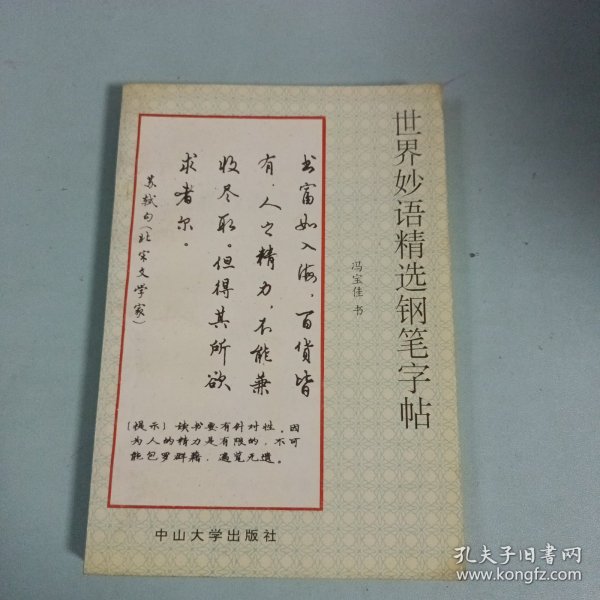 世界妙语精选钢笔字帖
冯宝佳 书
书富如入海，百货皆
有，人之精力，不能兼
收尽取。但得其所欲
求者尔。
苏轼句（北宋文学家）
〔提示〕读书要有针对性。因
为人的精力是有限的，不可
能包罗群籍，遍览无遗。
中山大学出版社
孔夫子旧书网
www.kongfz.com